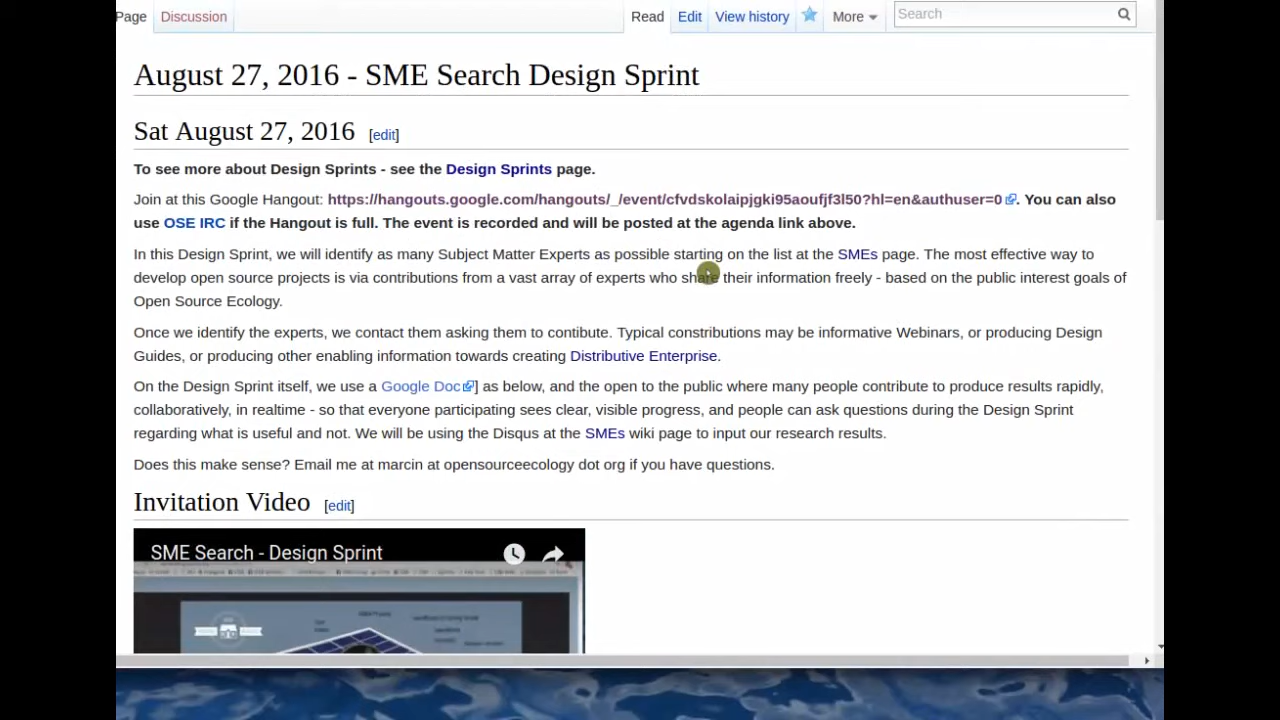 Page Discussion Read Edit View history More Search
August 27, 2016 - SME Search Design Sprint
Sat August 27, 2016 [edit]
To see more about Design Sprints - see the Design Sprints page.
Join at this Google Hangout: https://hangouts.google.com/hangouts/_/event/cfvdskolaipjgki95aoufjf3l50?hl=en&authuser=0 . You can also
use OSE IRC if the Hangout is full. The event is recorded and will be posted at the agenda link above.
In this Design Sprint, we will identify as many Subject Matter Experts as possible starting on the list at the SMEs page. The most effective way to
develop open source projects is via contributions from a vast array of experts who share their information freely - based on the public interest goals of
Open Source Ecology.
Once we identify the experts, we contact them asking them to contibute. Typical constributions may be informative Webinars, or producing Design
Guides, or producing other enabling information towards creating Distributive Enterprise.
On the Design Sprint itself, we use a Google Doc ] as below, and the open to the public where many people contribute to produce results rapidly,
collaboratively, in realtime - so that everyone participating sees clear, visible progress, and people can ask questions during the Design Sprint
regarding what is useful and not. We will be using the Disqus at the SMEs wiki page to input our research results.
Does this make sense? Email me at marcin at opensourceecology dot org if you have questions.
Invitation Video [edit]
SME Search - Design Sprint